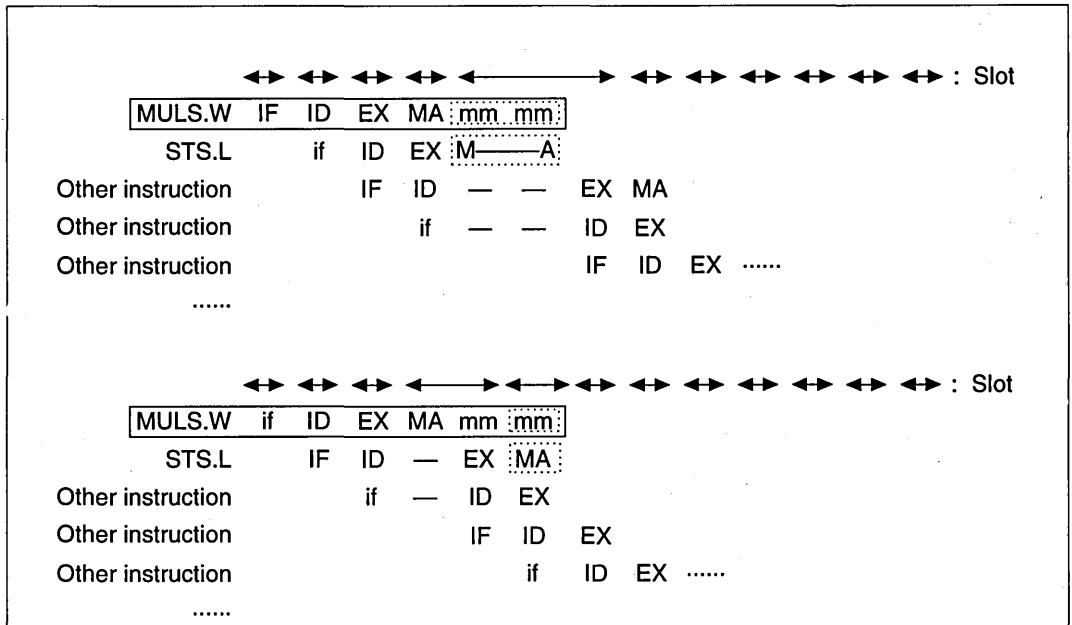 : Slot
MULS.W IF ID EX MA mm mm
STS.L if ID EX M——A
Other instruction IF ID — — EX MA
Other instruction if — — ID EX
Other instruction IF ID EX ······
······
: Slot
MULS.W if ID EX MA mm mm
STS.L IF ID — EX MA
Other instruction if — ID EX
Other instruction IF ID EX
Other instruction if ID EX ······
······